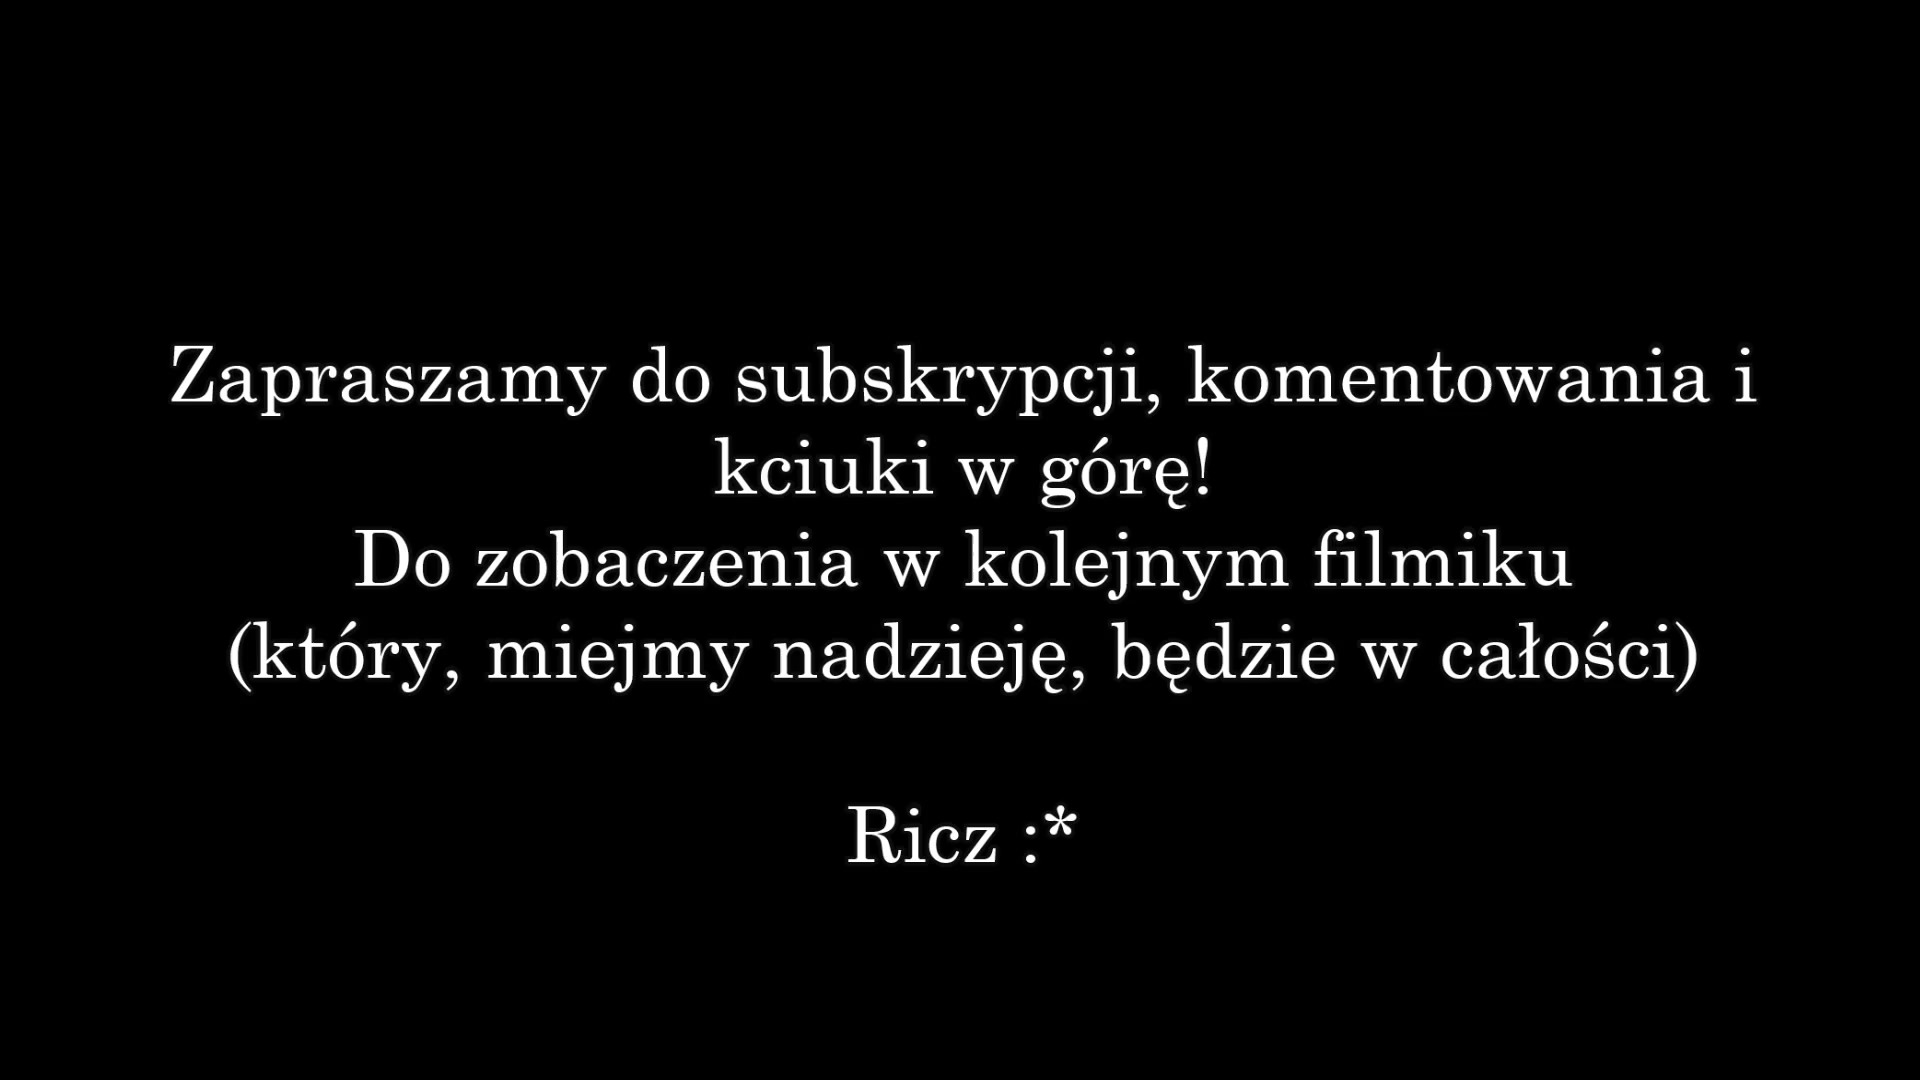 Zapraszamy do subskrypcji, komentowania i
kciuki w górę!
Do zobaczenia w kolejnym filmiku
(który, miejmy nadzieję, będzie w całości)
Ricz :*